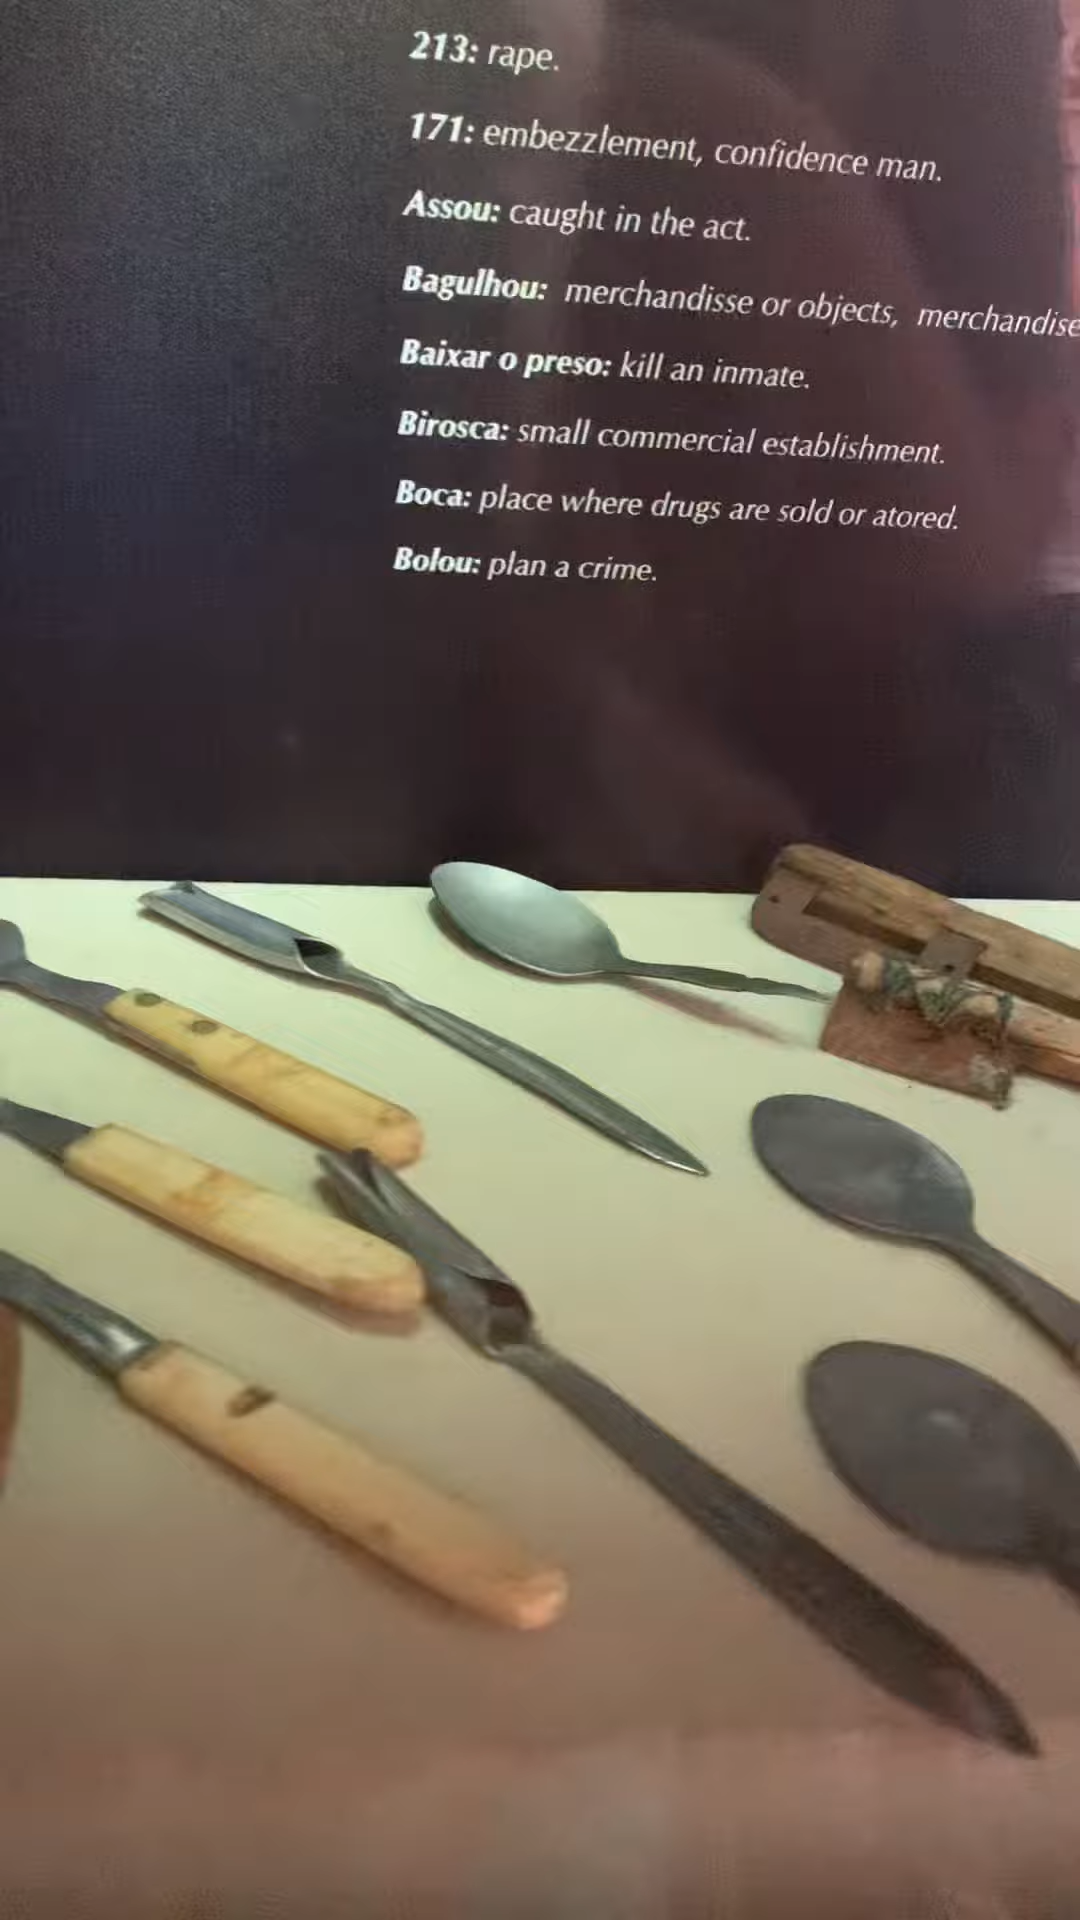 213: rape.
171: embezzlement, confidence man.
Assou: caught in the act.
Bagulhou: merchandisse or objects, merchandise
Baixar o preso: kill an inmate.
Birosca: small commercial establishment.
Boca: place where drugs are sold or atored.
Bolou: plan a crime.